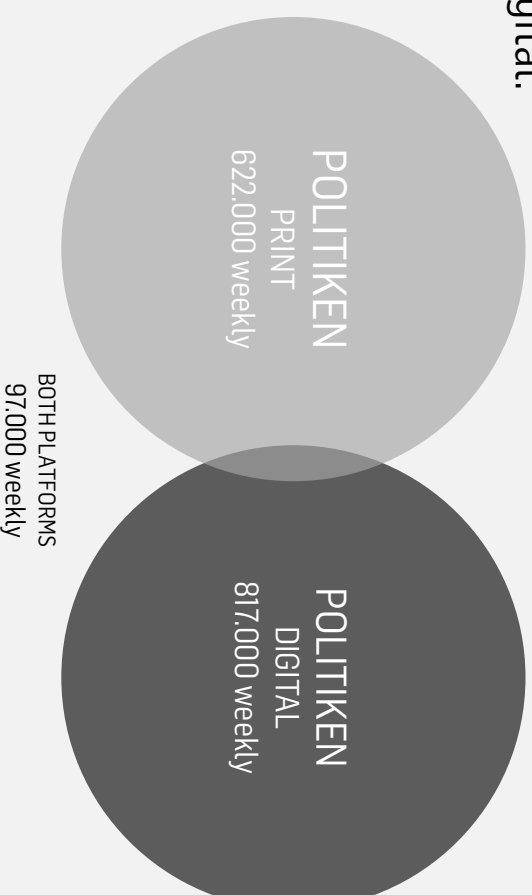 POLITIKEN
PRINT
622.000 weekly
BOTH PLATFORMS
97.000 weekly
POLITIKEN
DIGITAL
817.000 weekly